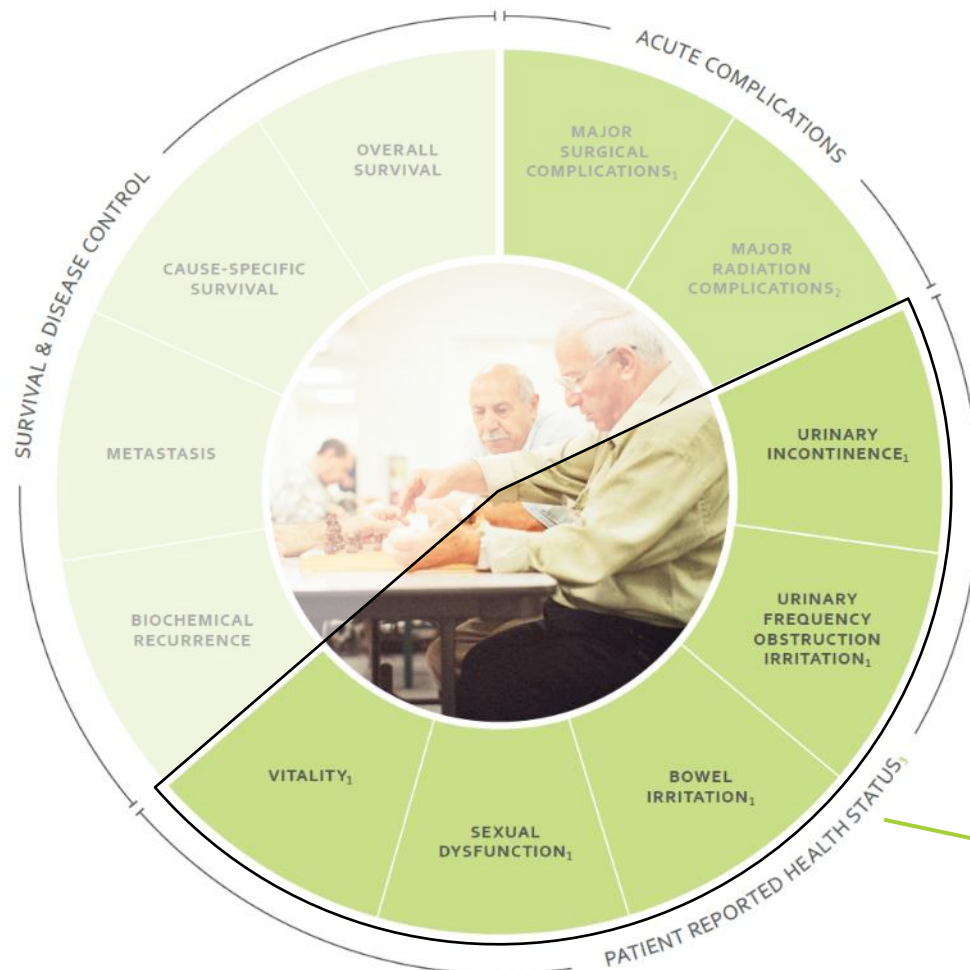 ACUTE COMPLICATIONS
MAJOR
SURGICAL
COMPLICATIONS₁
MAJOR
RADIATION
COMPLICATIONS₂
PATIENT REPORTED HEALTH STATUS₃
URINARY
INCONTINENCE₁
URINARY
FREQUENCY
OBSTRUCTION
IRRITATION₁
BOWEL
IRRITATION₁
SEXUAL
DYSFUNCTION₁
VITALITY₁
SURVIVAL & DISEASE CONTROL
BIOCHEMICAL
RECURRENCE
METASTASIS
CAUSE-SPECIFIC
SURVIVAL
OVERALL
SURVIVAL